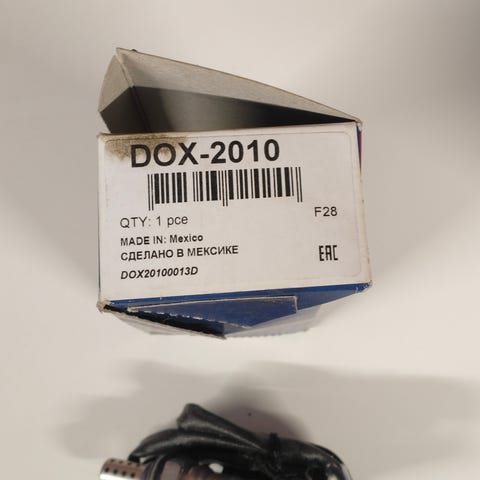 DOX-2010
QTY: 1 pce
F28
MADE IN: Mexico
СДЕЛАНО В МЕКСИКЕ
EAC
DOX20100013D